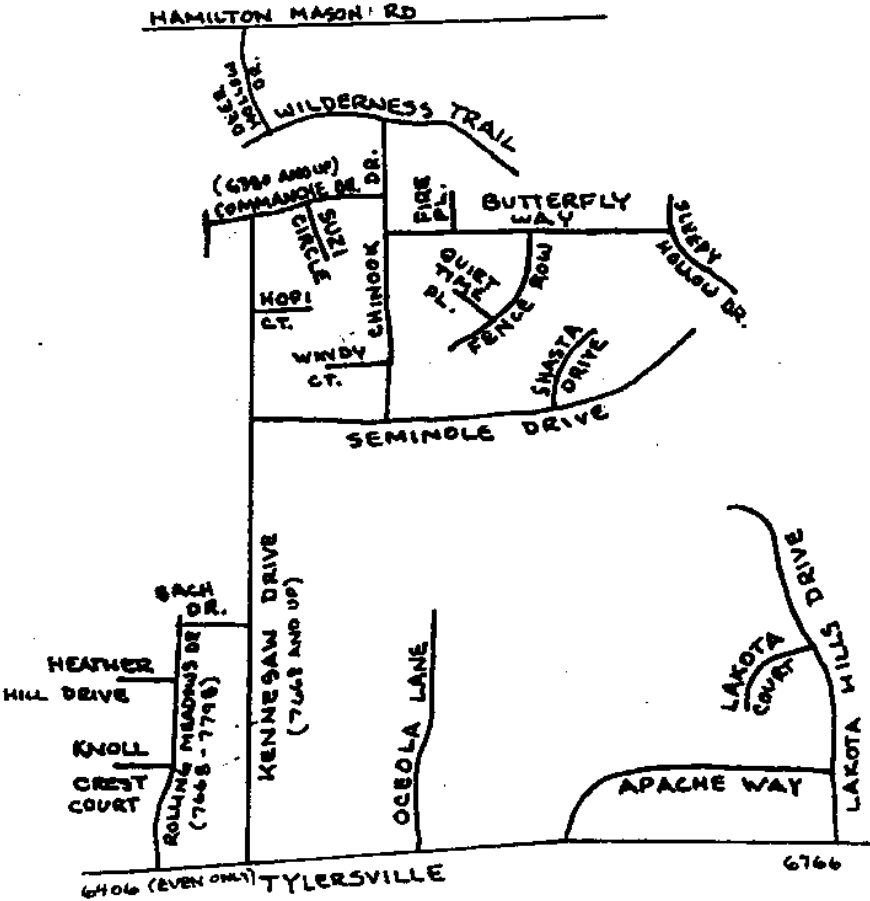 HAMILTON MASON RD
DEER
HOLLOW
DR.
WILDERNESS TRAIL
(6380 AND UP)
COMMANCHE DR.
SUZI
CIRCLE
CHINOOK DR.
FIRE
PL.
BUTTERFLY
WAY
SLEEPY
HOLLOW DR.
QUIET
TIME
PL.
FENCE ROW
HOPI
CT.
WINDY
CT.
SHASTA
DRIVE
SEMINOLE DRIVE
BACH
DR.
KENNESAW DRIVE
(7668 AND UP)
HEATHER
HILL DRIVE
ROLLING MEADOWS DR
(7668-7798)
KNOLL
CREST
COURT
OCEOLA LANE
LAKOTA HILLS DRIVE
LAKOTA
COURT
APACHE WAY
6406 (EVEN ONLY) TYLERSVILLE
6766